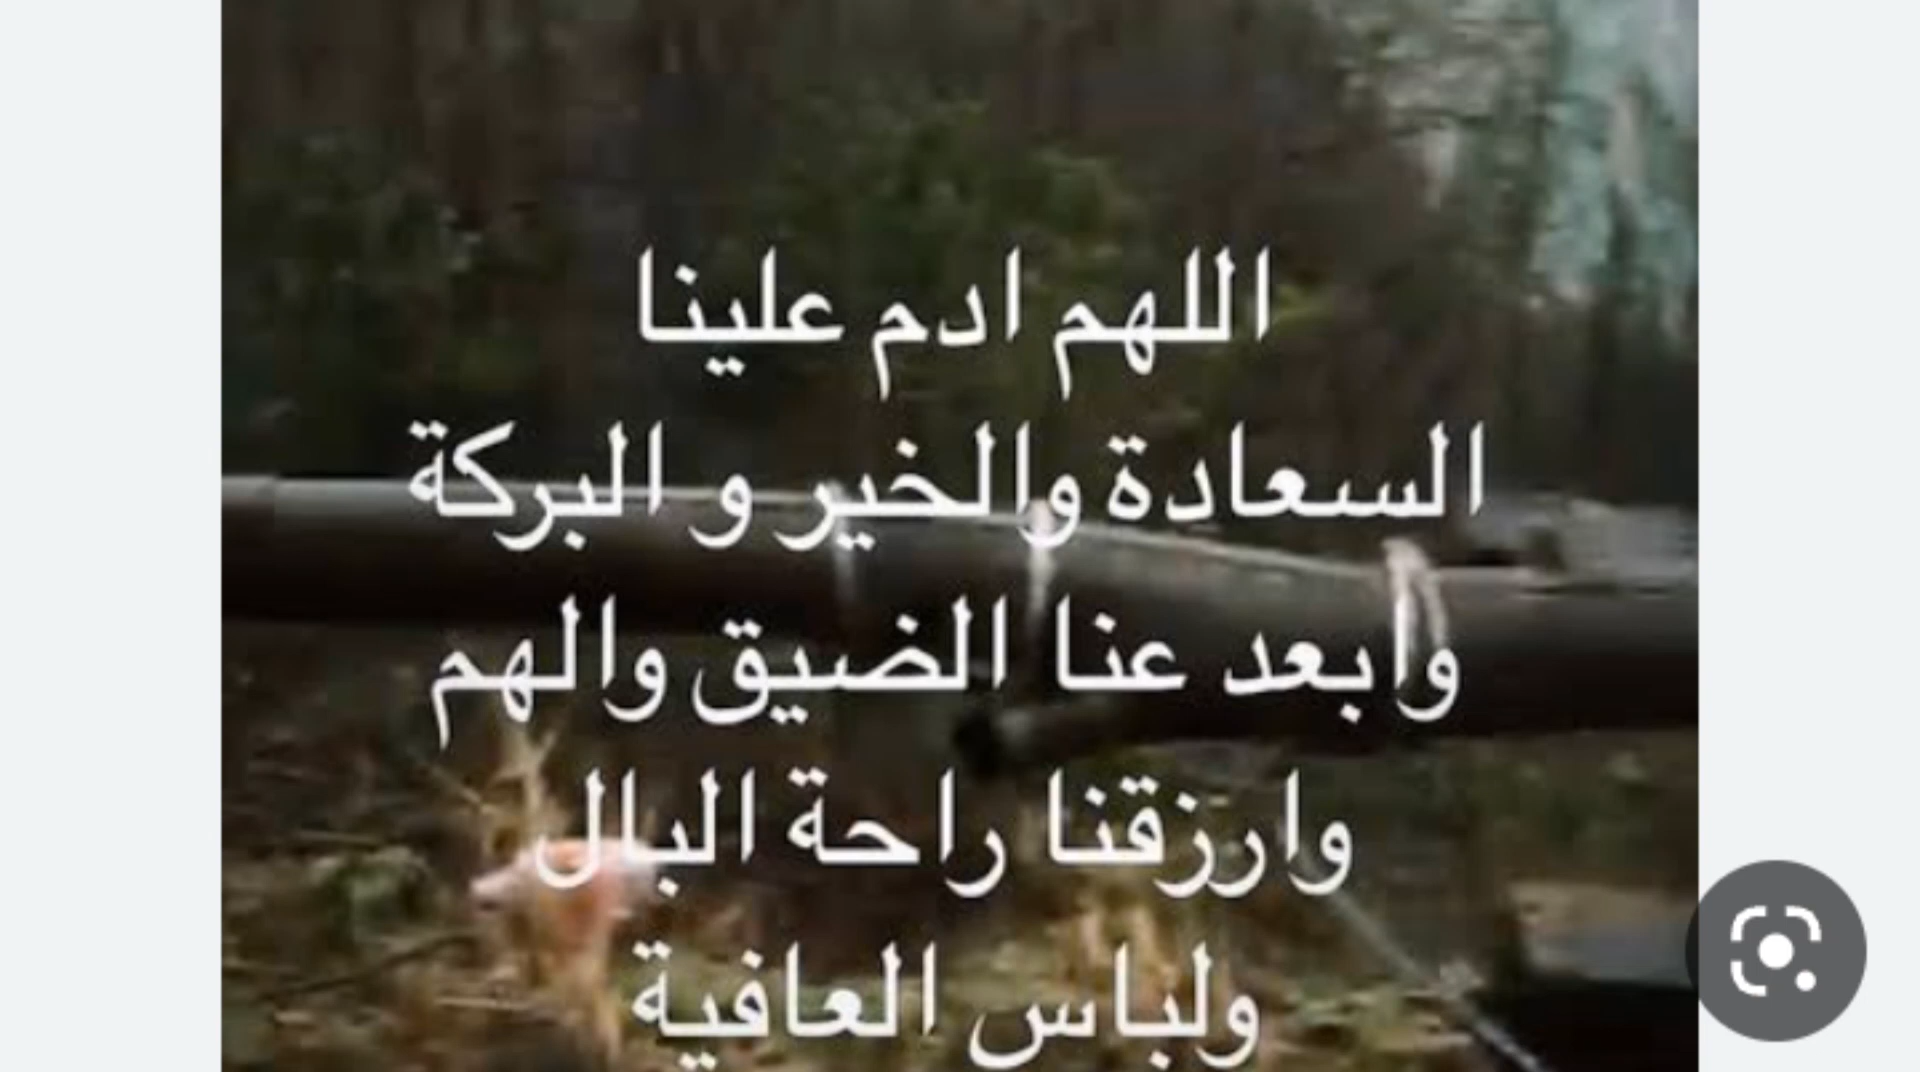 اللهم ادم علينا
السعادة والخير و البركة
وابعد عنا الضيق والهم
وارزقنا راحة البال
ولباس العافية